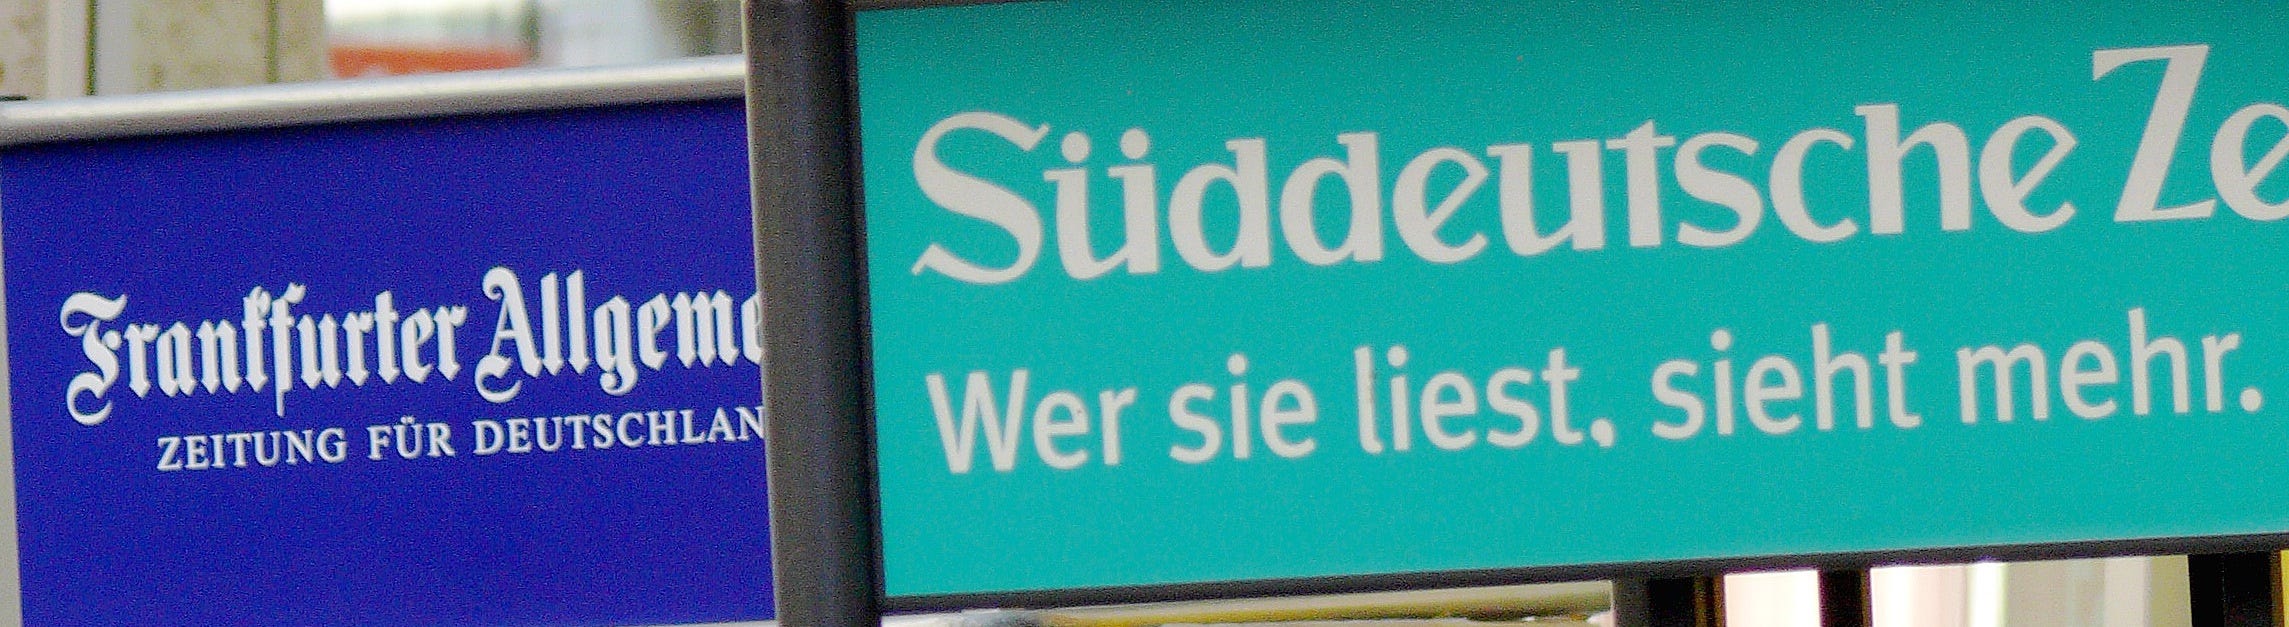 Frankfurter Allgeme
ZEITUNG FÜR DEUTSCHLAN
Süddeutsche Ze
Wer sie liest, sieht mehr.